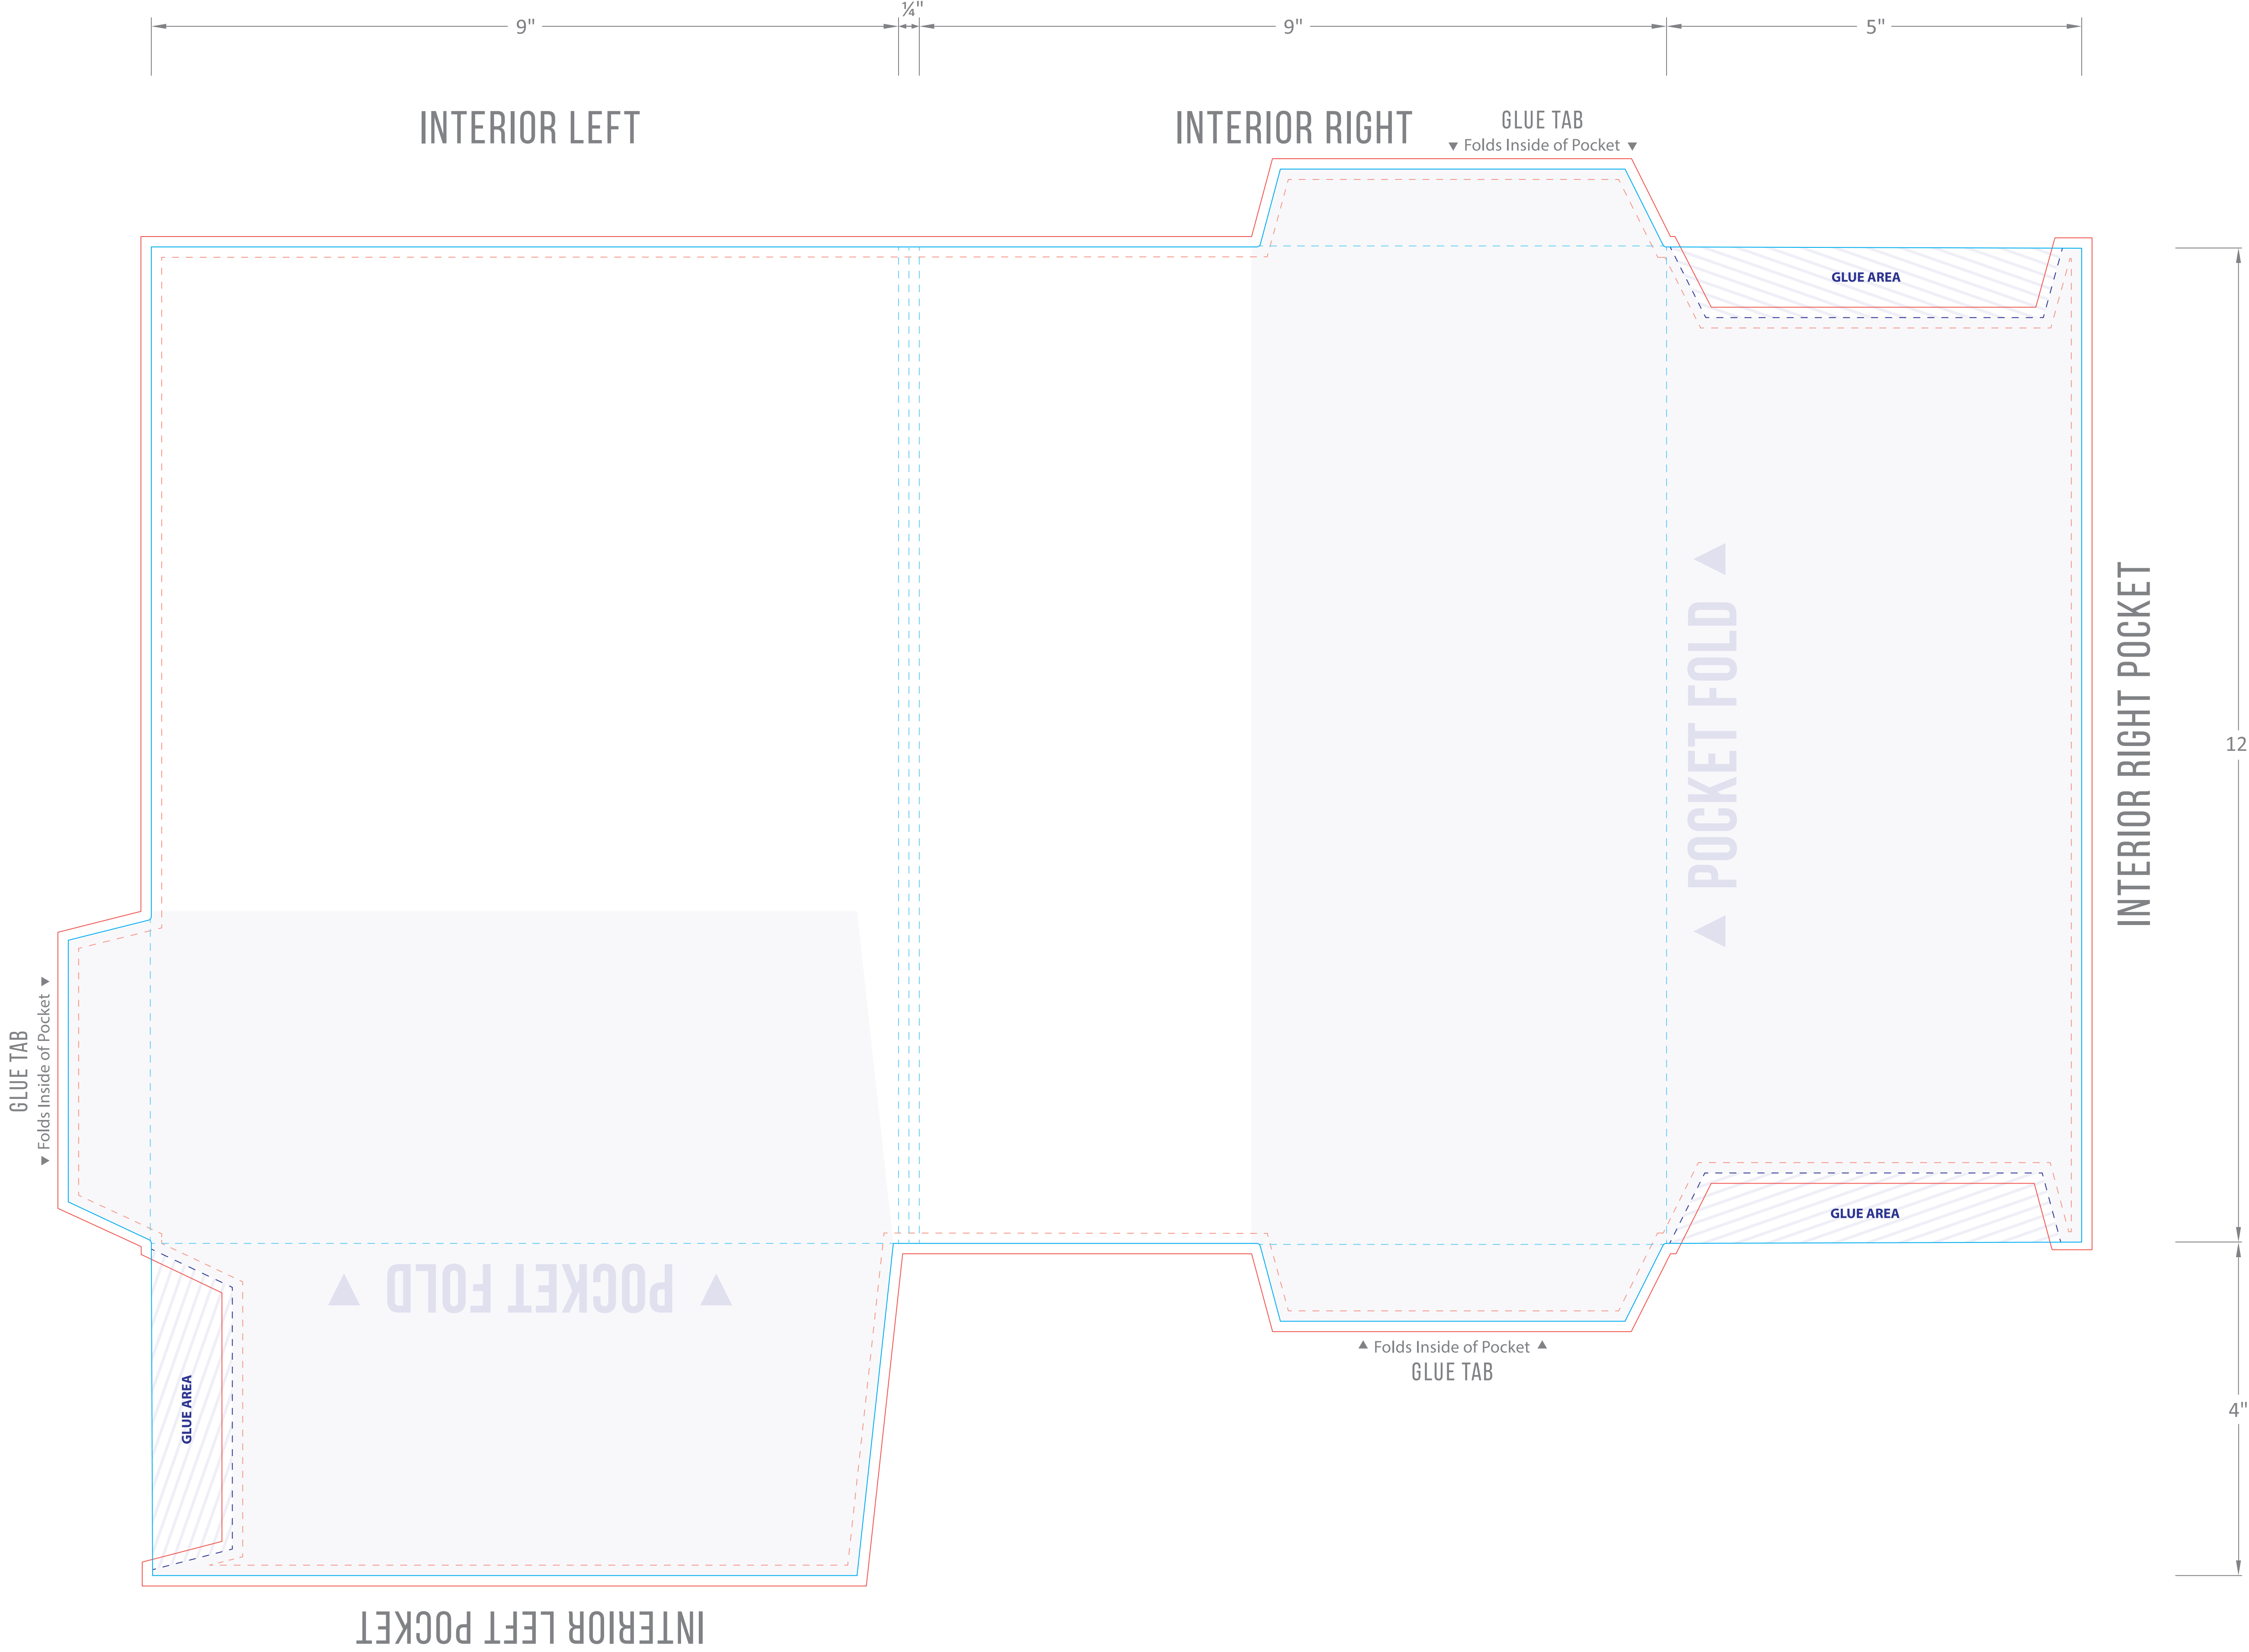 9"
¼"
9"
5"
INTERIOR LEFT
INTERIOR RIGHT
GLUE TAB
Folds Inside of Pocket
GLUE AREA
POCKET FOLD
INTERIOR RIGHT POCKET
12
GLUE TAB
Folds Inside of Pocket
GLUE AREA
POCKET FOLD
Folds Inside of Pocket
GLUE TAB
GLUE AREA
4"
INTERIOR LEFT POCKET